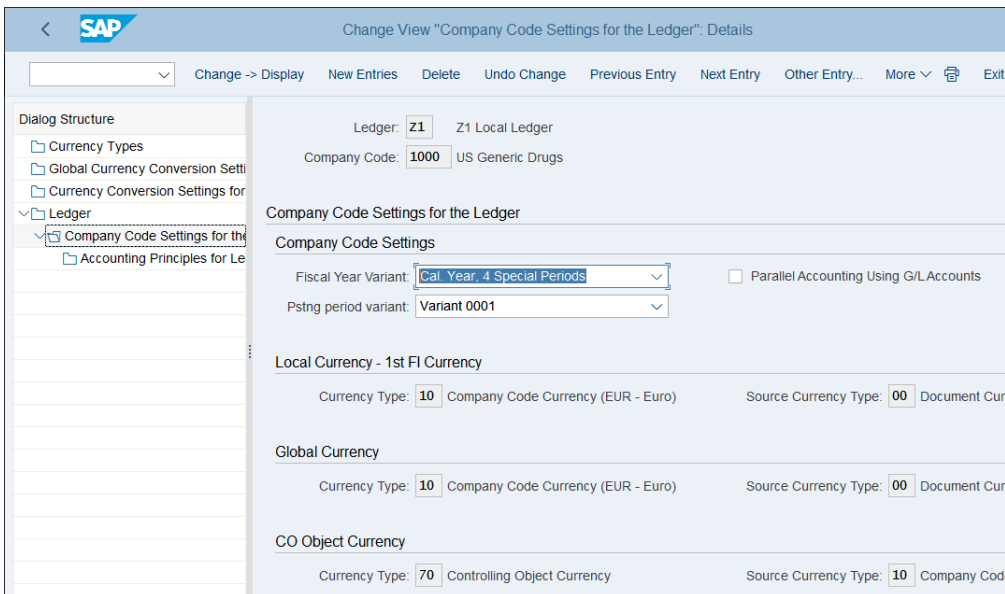 SAP Change View "Company Code Settings for the Ledger": Details
Change -> Display New Entries Delete Undo Change Previous Entry Next Entry Other Entry... More Exit
Dialog Structure
Currency Types
Global Currency Conversion Setti
Currency Conversion Settings for
Ledger
Company Code Settings for the
Accounting Principles for Le
Ledger: Z1 Z1 Local Ledger
Company Code: 1000 US Generic Drugs
Company Code Settings for the Ledger
Company Code Settings
Fiscal Year Variant: Cal. Year, 4 Special Periods Parallel Accounting Using G/L Accounts
Pstng period variant: Variant 0001
Local Currency - 1st FI Currency
Currency Type: 10 Company Code Currency (EUR - Euro) Source Currency Type: 00 Document Cur
Global Currency
Currency Type: 10 Company Code Currency (EUR - Euro) Source Currency Type: 00 Document Cur
CO Object Currency
Currency Type: 70 Controlling Object Currency Source Currency Type: 10 Company Cod